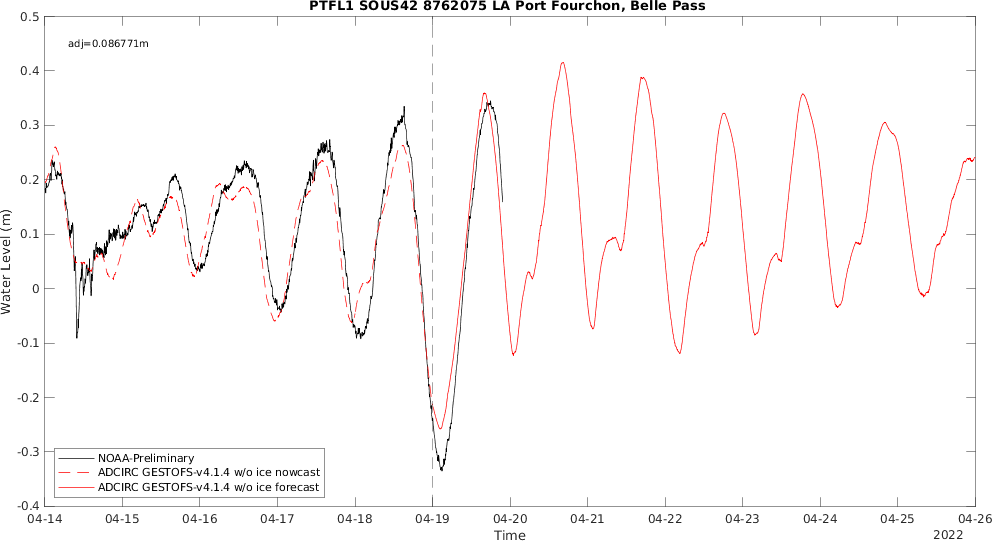 PTFL1 SOUS42 8762075 LA Port Fourchon, Belle Pass
adj=0.086771m
0.5
0.4
0.3
0.2
0.1
0
-0.1
-0.2
-0.3
-0.4
Water Level (m)
NOAA-Preliminary
ADCIRC GESTOFS-v4.1.4 w/o ice nowcast
ADCIRC GESTOFS-v4.1.4 w/o ice forecast
04-14 04-15 04-16 04-17 04-18 04-19 04-20 04-21 04-22 04-23 04-24 04-25 04-26
Time
2022